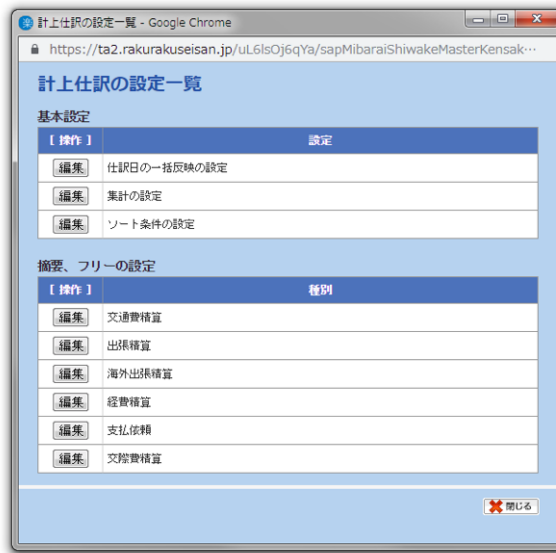 計上仕訳の設定一覧 - Google Chrome
https://ta2.rakurakuseisan.jp/uL6lsOj6qYa/sapMibaraiShiwakeMasterKensak…
計上仕訳の設定一覧
基本設定
[ 操作 ] 設定
編集 仕訳日の一括反映の設定
編集 集計の設定
編集 ソート条件の設定
摘要、フリーの設定
[ 操作 ] 種別
編集 交通費精算
編集 出張精算
編集 海外出張精算
編集 経費精算
編集 支払依頼
編集 交際費精算
閉じる